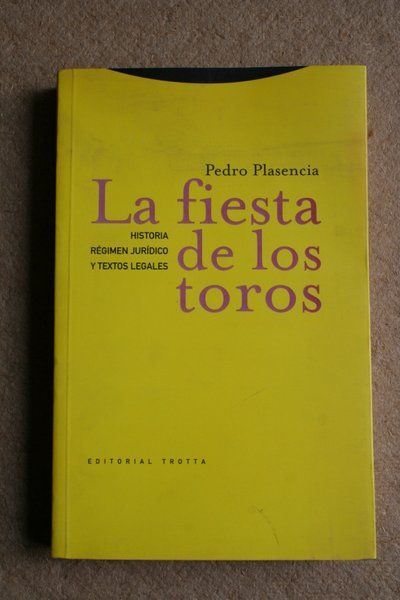 Pedro Plasencia
La fiesta
de los
toros
HISTORIA
RÉGIMEN JURÍDICO
Y TEXTOS LEGALES
EDITORIAL TROTTA